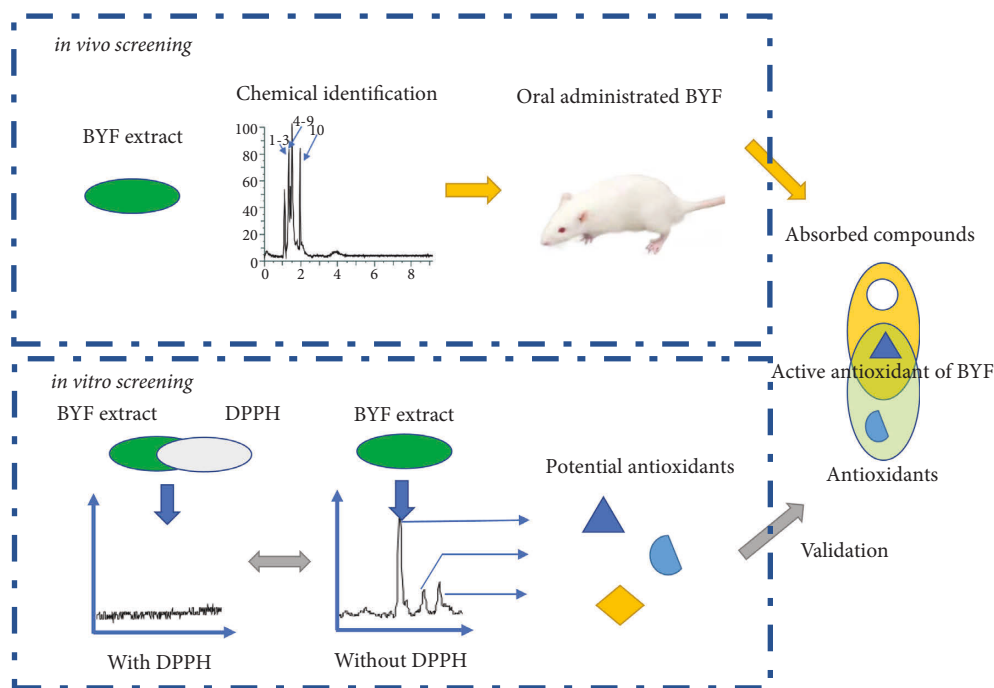 in vivo screening
Chemical identification
Oral administrated BYF
BYF extract
4-9
1-3
10
100
80
60
40
20
0
0 2 4 6 8
Absorbed compounds
Active antioxidant of BYF
Antioxidants
in vitro screening
BYF extract
DPPH
BYF extract
Potential antioxidants
Validation
With DPPH
Without DPPH